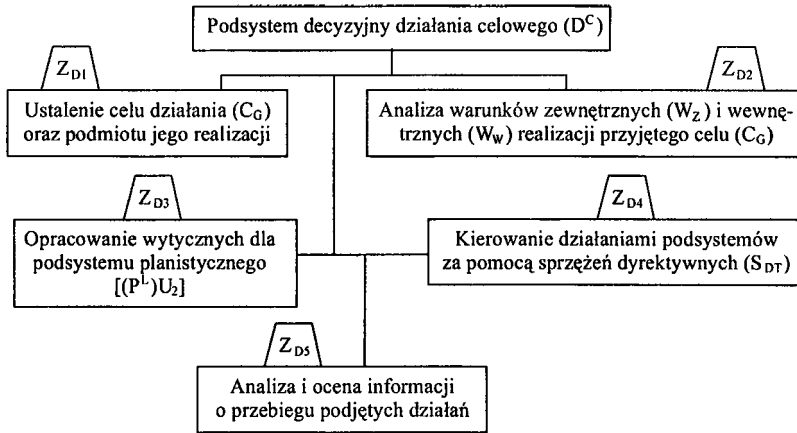 Podsystem decyzyjny działania celowego (D^C)
Z_D1
Ustalenie celu działania (C_G)
oraz podmiotu jego realizacji
Z_D2
Analiza warunków zewnętrznych (W_Z) i wewnę-
trznych (W_W) realizacji przyjętego celu (C_G)
Z_D3
Opracowanie wytycznych dla
podsystemu planistycznego
[(P^L)U_2]
Z_D4
Kierowanie działaniami podsystemów
za pomocą sprzężeń dyrektywnych (S_DT)
Z_D5
Analiza i ocena informacji
o przebiegu podjętych działań